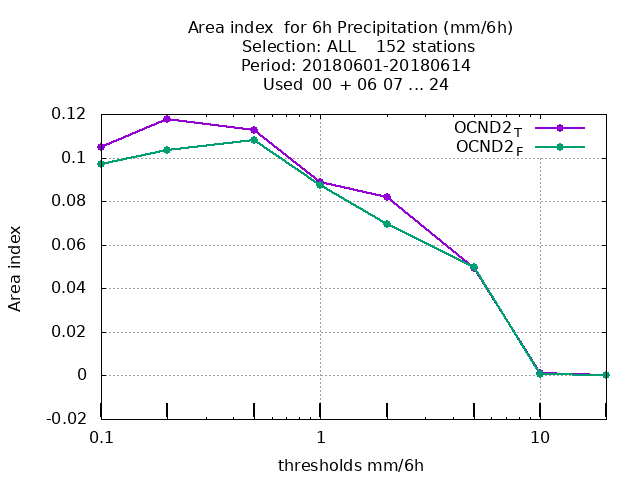 Area index  for 6h Precipitation (mm/6h)
Selection: ALL    152 stations
Period: 20180601-20180614
Used  00 + 06 07 ... 24
0.12
OCND2_T
OCND2_F
0.1
0.08
0.06
0.04
0.02
0
-0.02
Area index
0.1
1
10
thresholds mm/6h